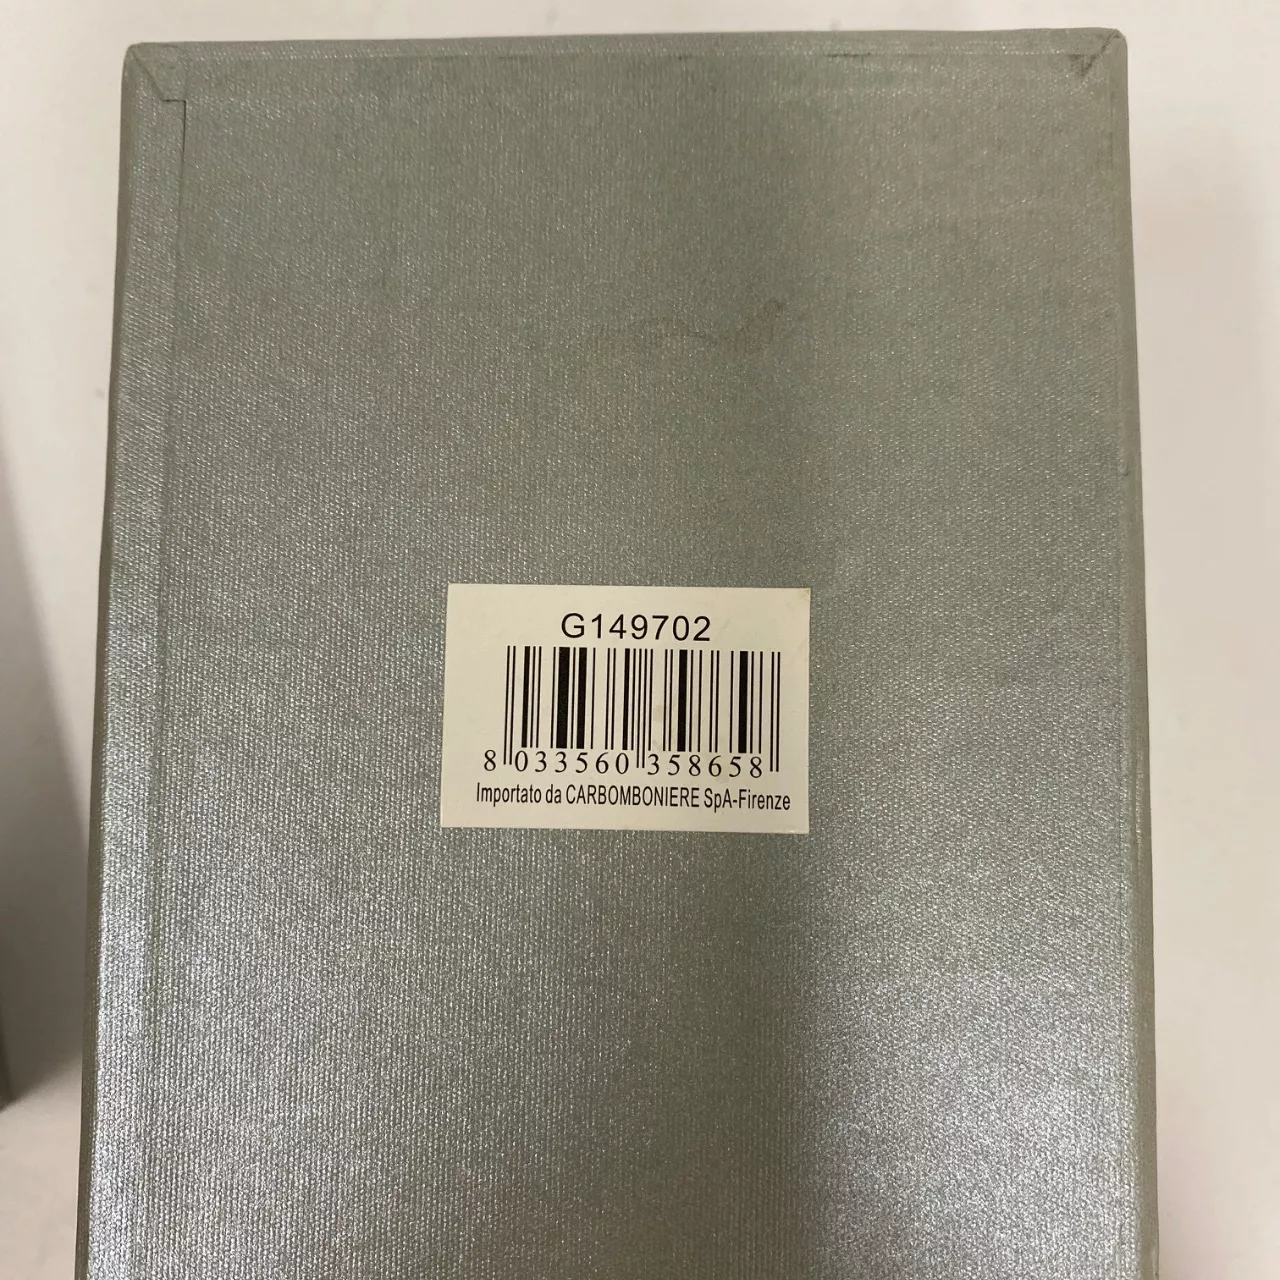 G149702
8 033560 358658
Importato da CARBOMBONIERE SpA-Firenze